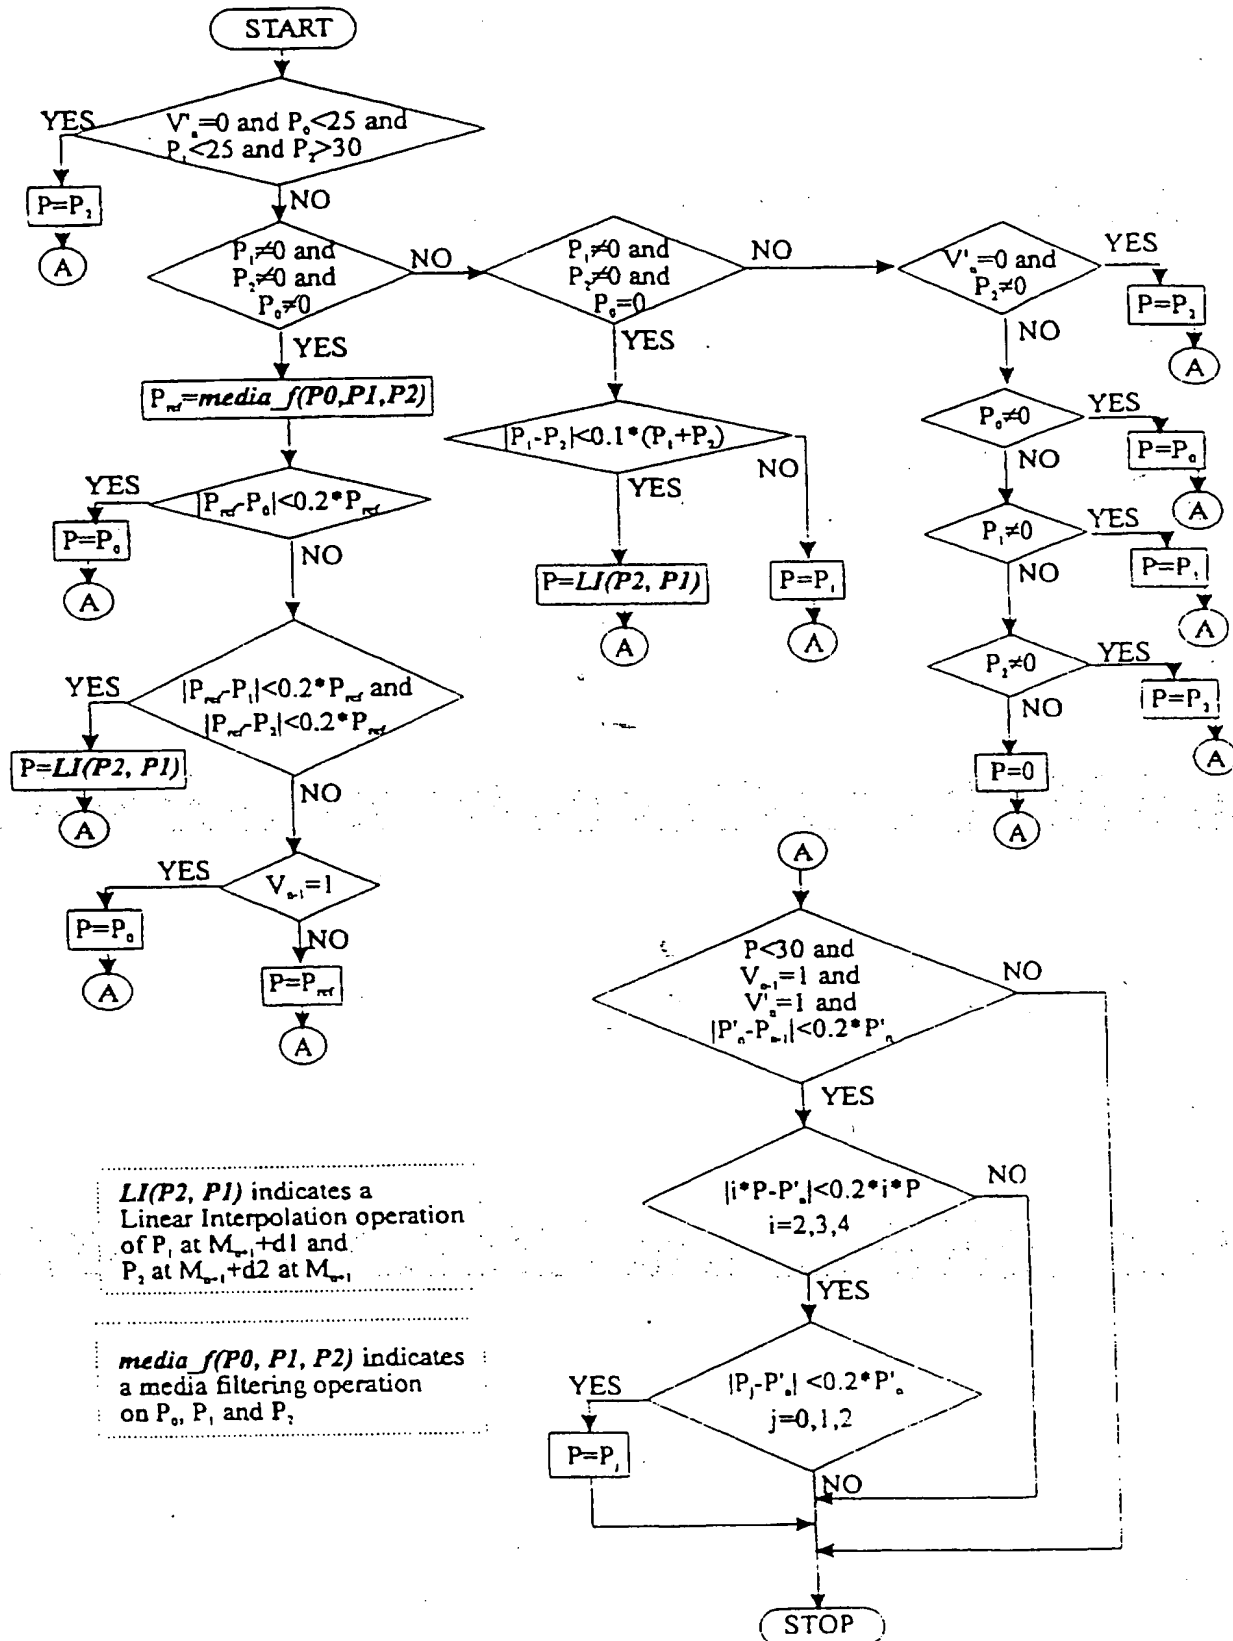 START
YES
V'ₙ=0 and P₀<25 and
P₁<25 and P₂>30
P=P₂
A
NO
P₁≠0 and
P₂≠0 and
P₀≠0
NO
P₁≠0 and
P₂≠0 and
P₀=0
NO
V'ₙ=0 and
P₂≠0
YES
P=P₂
A
YES
YES
NO
P_ref=media_f(P0,P1,P2)
|P₁-P₂|<0.1*(P₁+P₂)
NO
YES
P₀≠0
YES
P=P₀
A
NO
YES
|P_ref-P₀|<0.2*P_ref
P=P₀
A
NO
P₁≠0
YES
P=P₁
A
NO
P=LI(P2, P1)
A
P=P₁
A
P₂≠0
YES
P=P₂
A
NO
P=0
A
YES
|P_ref-P₁|<0.2*P_ref and
|P_ref-P₂|<0.2*P_ref
P=LI(P2, P1)
A
NO
YES
Vₙ₋₁=1
P=P₀
A
NO
P=P_ref
A
A
P<30 and
Vₙ₋₁=1 and
V'ₙ=1 and
|P'ₙ-Pₙ₋₁|<0.2*P'ₙ
NO
YES
|i*P-P'ₙ|<0.2*i*P
i=2,3,4
NO
YES
|Pⱼ-P'ₙ| <0.2*P'ₙ
j=0,1,2
YES
P=Pⱼ
NO
STOP
LI(P2, P1) indicates a
Linear Interpolation operation
of P₁ at Mₙ₋₁+d1 and
P₂ at Mₙ₋₁+d2 at Mₙ₋₁
media_f(P0, P1, P2) indicates
a media filtering operation
on P₀, P₁ and P₂